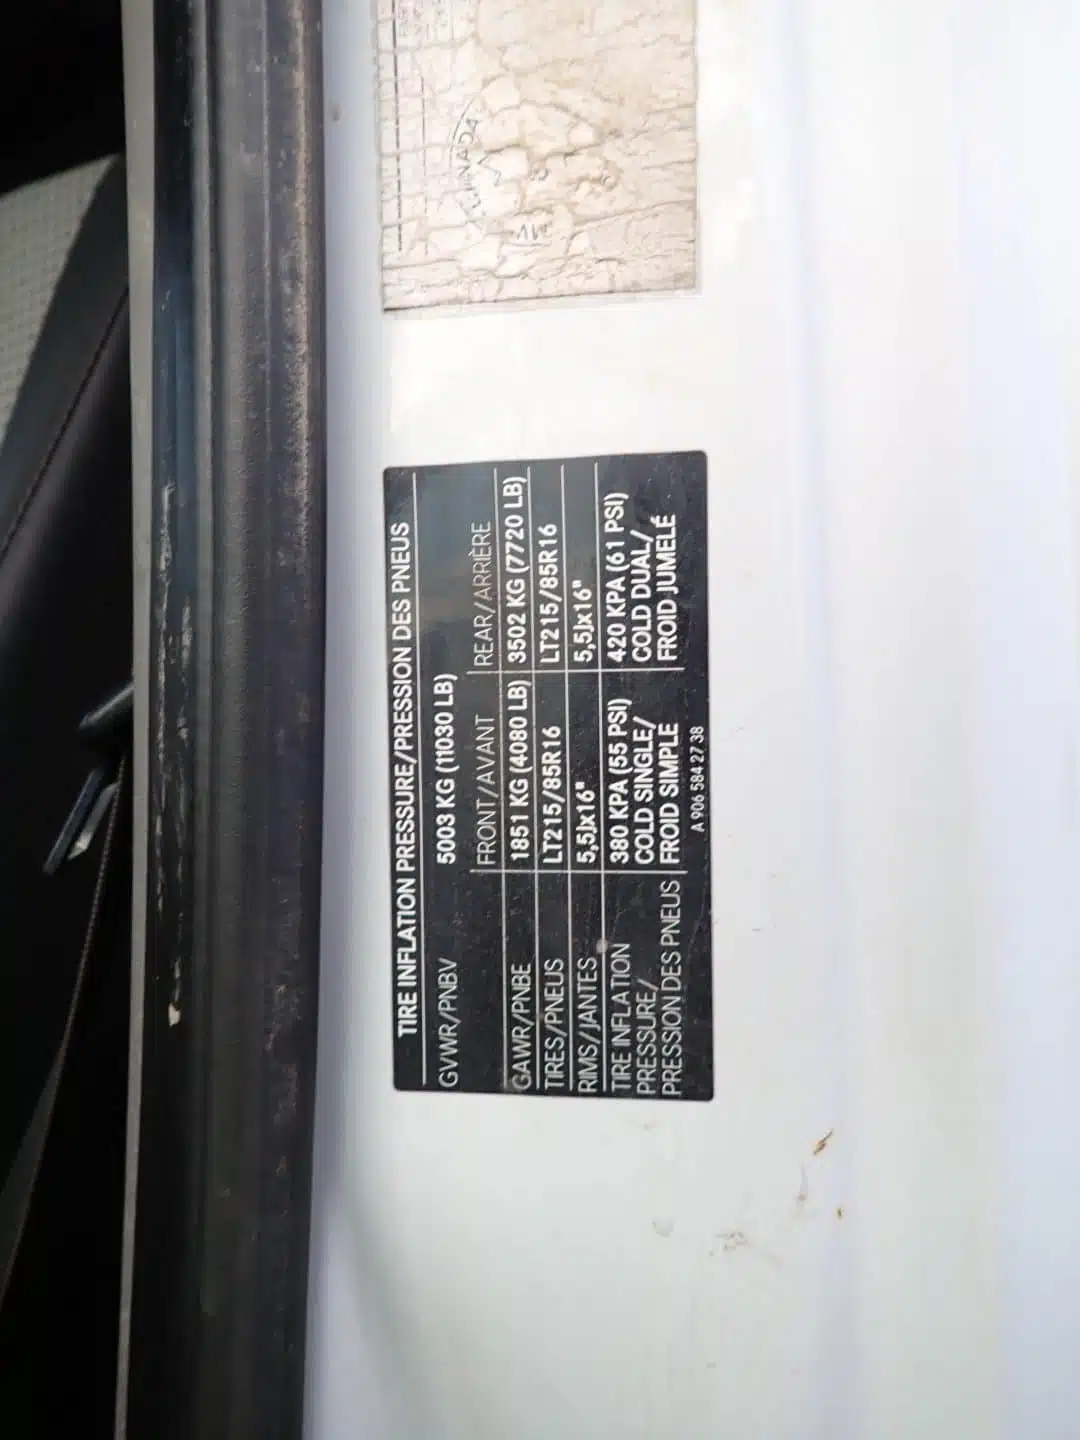 CANADA
TIRE INFLATION PRESSURE/PRESSION DES PNEUS
GVWR/PNBV 5003 KG (11030 LB)
FRONT/AVANT REAR/ARRIÈRE
GAWR/PNBE 1851 KG (4080 LB) 3502 KG (7720 LB)
TIRES/PNEUS LT215/85R16 LT215/85R16
RIMS/JANTES 5,5Jx16" 5,5Jx16"
TIRE INFLATION 380 KPA (55 PSI) 420 KPA (61 PSI)
PRESSURE/ COLD SINGLE/ COLD DUAL/
PRESSION DES PNEUS FROID SIMPLE FROID JUMELÉ
A 906 584 27 38